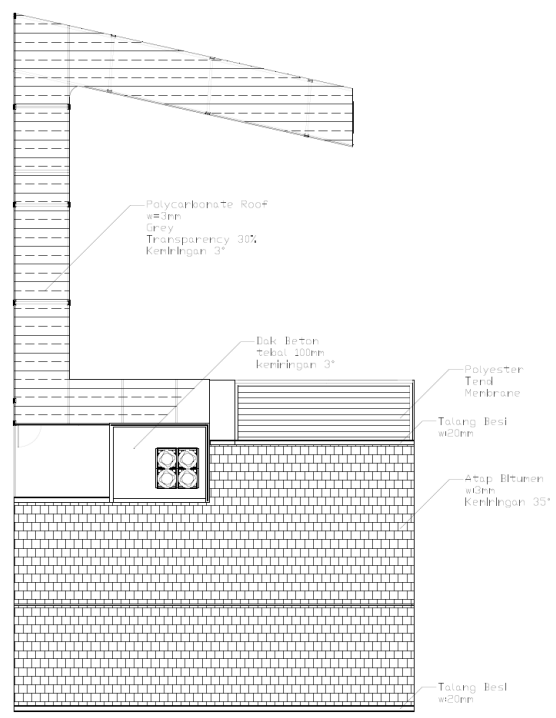 Polycarbonate Roof
w=3mm
Grey
Transparency 30%
Kemiringan 3°
Dak Beton
tebal 100mm
kemiringan 3°
Polyester
Tend
Membrane
Talang Besi
w=20mm
Atap Bitumen
w=3mm
Kemiringan 35°
Talang Besi
w=20mm